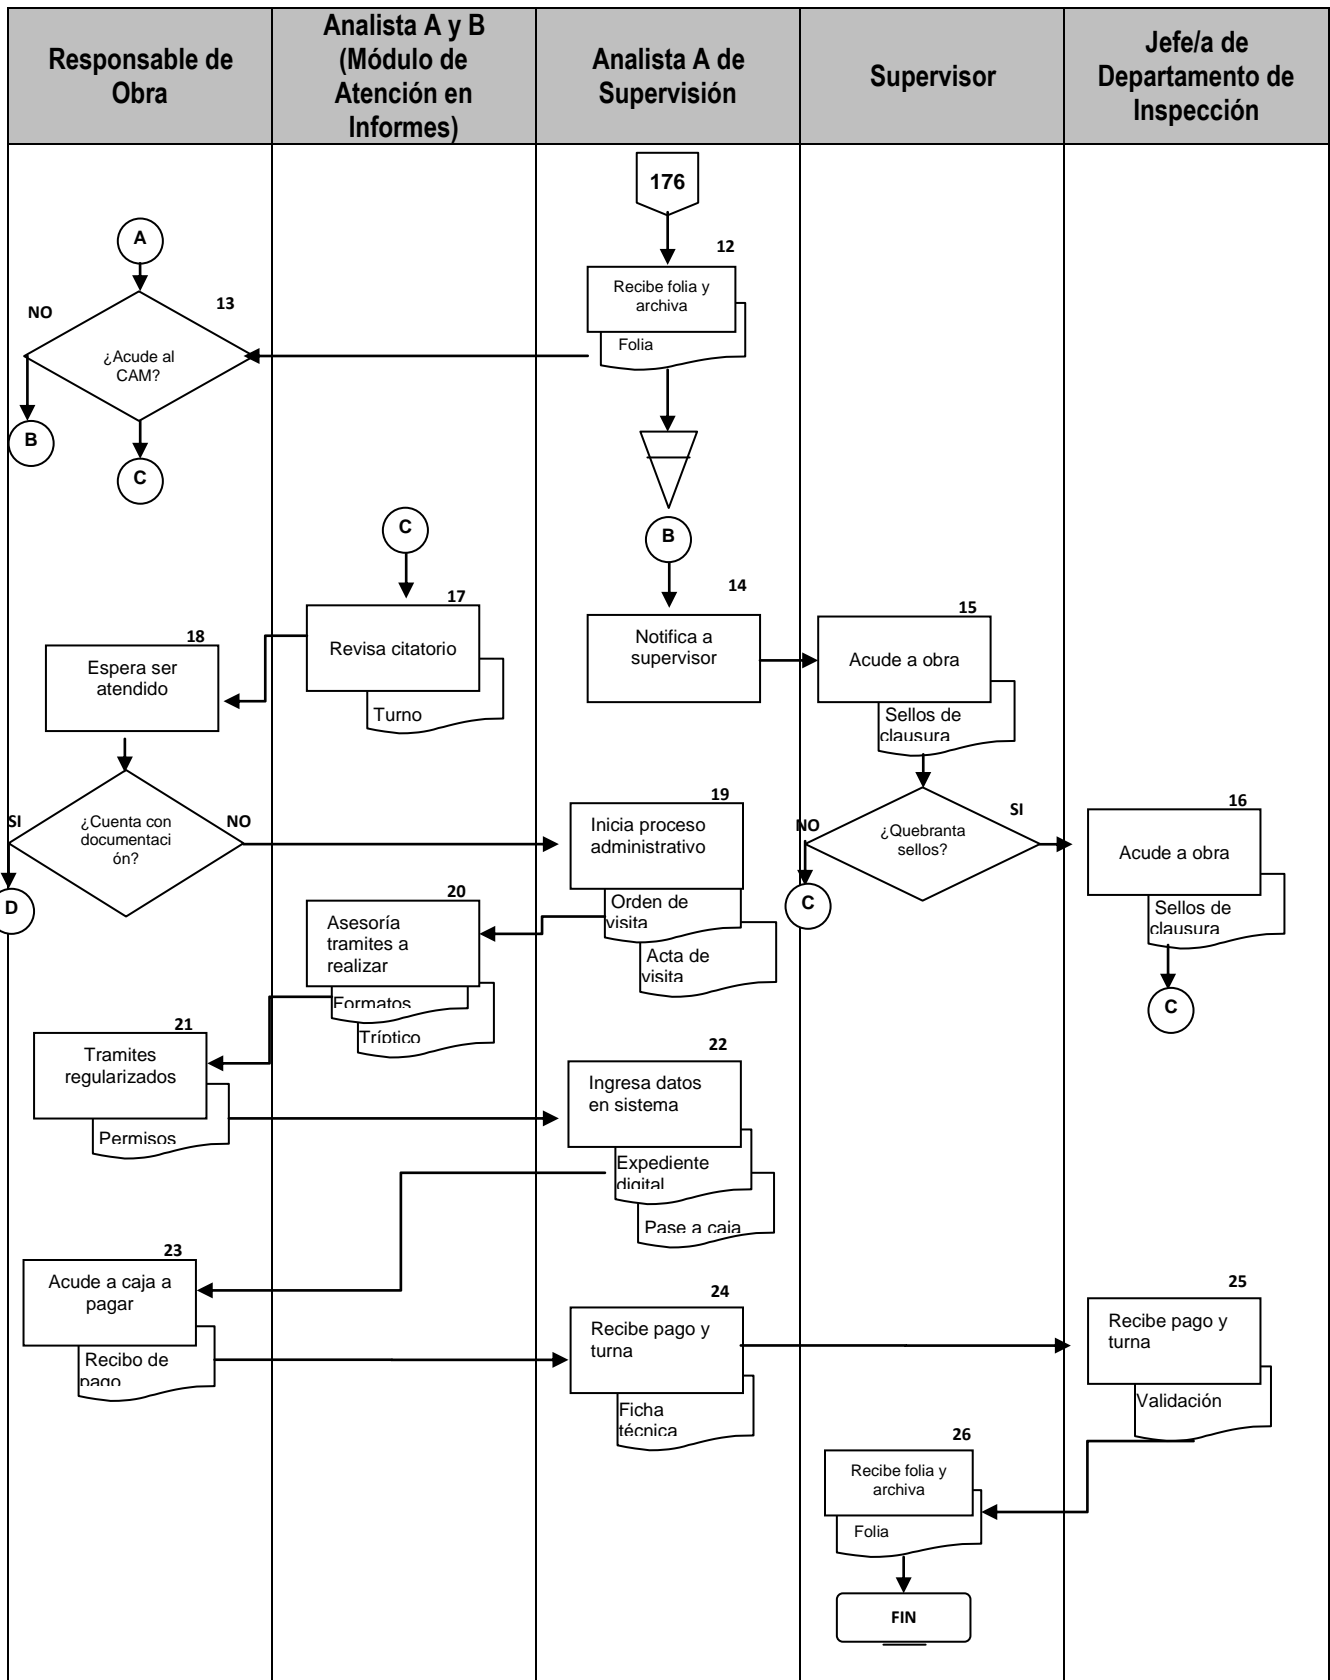 Responsable de
Obra
Analista A y B
(Módulo de
Atención en
Informes)
Analista A de
Supervisión
Supervisor
Jefe/a de
Departamento de
Inspección
176
A
12
Recibe folia y
archiva
Folia
13
NO
¿Acude al
CAM?
B
C
C
B
14
Notifica a
supervisor
15
Acude a obra
Sellos de
clausura
17
Revisa citatorio
Turno
18
Espera ser
atendido
SI
¿Cuenta con
documentaci
ón?
NO
D
19
Inicia proceso
administrativo
Orden de
visita
Acta de
visita
NO
¿Quebranta
sellos?
SI
C
16
Acude a obra
Sellos de
clausura
C
20
Asesoría
tramites a
realizar
Formatos
Tríptico
21
Tramites
regularizados
Permisos
22
Ingresa datos
en sistema
Expediente
digital
Pase a caja
23
Acude a caja a
pagar
Recibo de
pago
24
Recibe pago y
turna
Ficha
técnica
25
Recibe pago y
turna
Validación
26
Recibe folia y
archiva
Folia
FIN